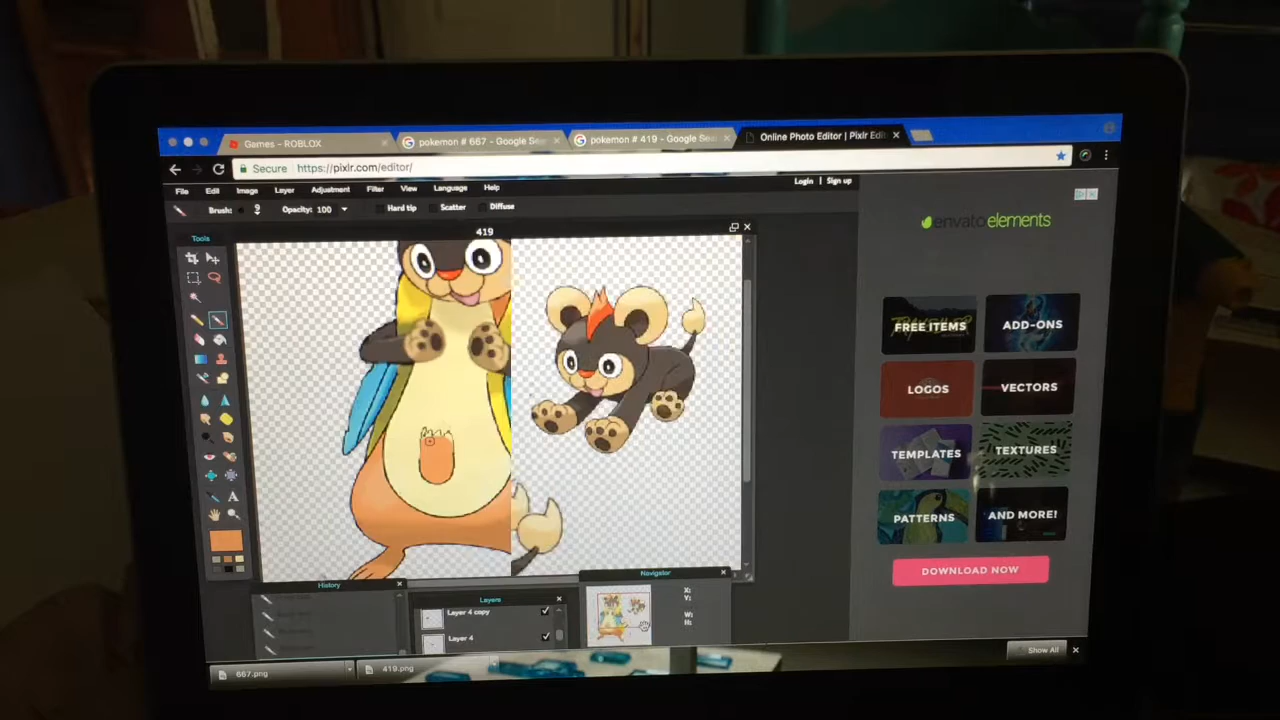 Games - ROBLOX
pokemon # 667 - Google Se
pokemon # 419 - Google Sea
Online Photo Editor | Pixlr Edit
Secure https://pixlr.com/editor/
File Edit Image Layer Adjustment Filter View Language Help
Login | Sign up
Brush: 9 Opacity: 100 Hard tip Scatter Diffuse
Tools
419
envato elements
FREE ITEMS
ADD-ONS
LOGOS
VECTORS
TEMPLATES
TEXTURES
PATTERNS
AND MORE!
DOWNLOAD NOW
History
Layers
Layer 4 copy
Layer 4
Navigator
X:
Y:
W:
H:
667.png
419.png
Show All